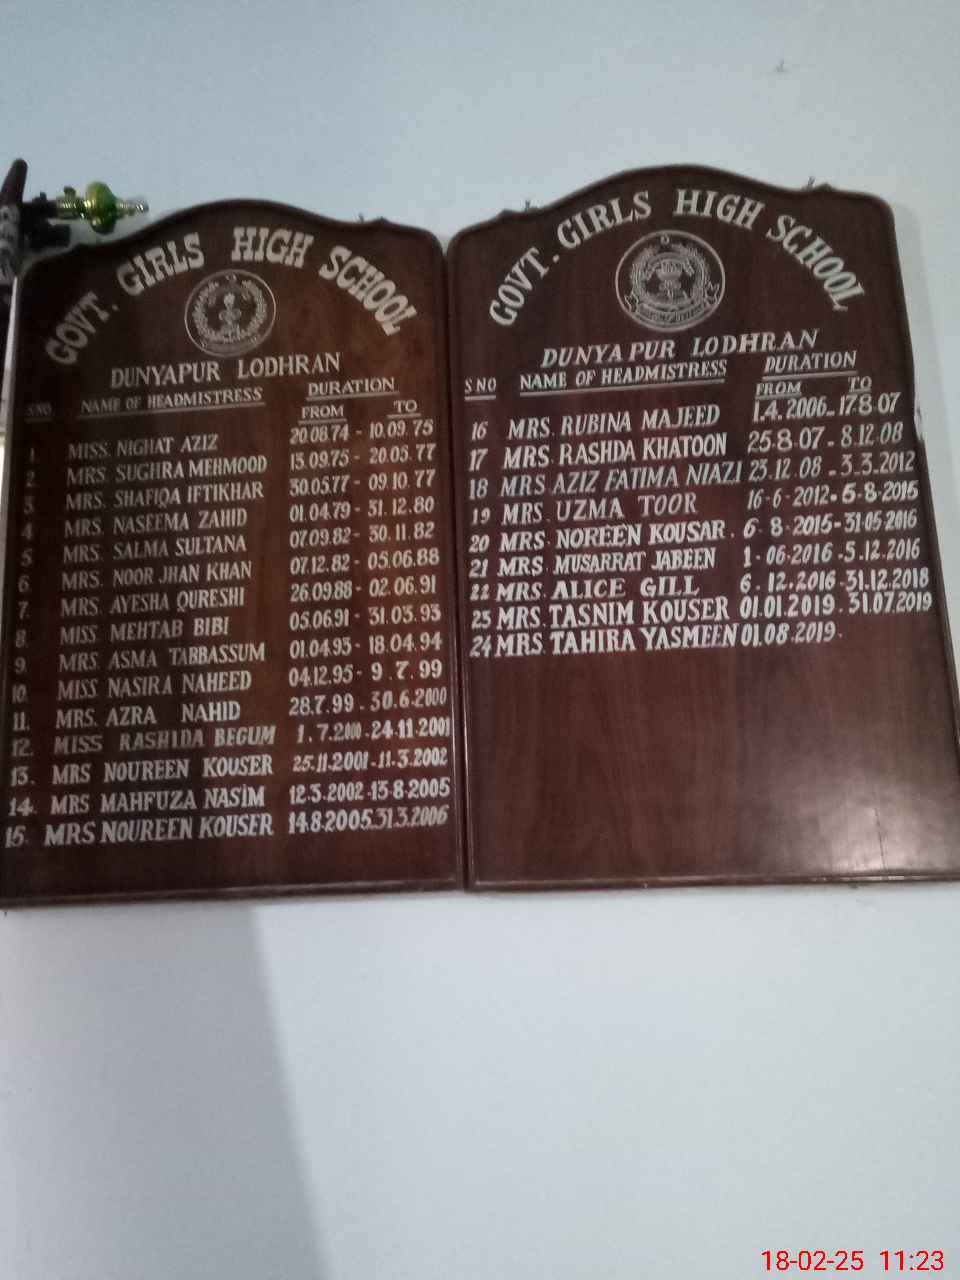 GOVT. GIRLS HIGH SCHOOL
DUNYAPUR LODHRAN
S.NO NAME OF HEADMISTRESS DURATION
FROM TO
1 MISS. NIGHAT AZIZ 20.08.74 - 10.09.75
2 MRS. SUGHRA MEHMOOD 13.09.75 - 20.05.77
3 MRS. SHAFIQA IFTIKHAR 30.05.77 - 09.10.77
4 MRS. NASEEMA ZAHID 01.04.79 - 31.12.80
5 MRS. SALMA SULTANA 07.09.82 - 30.11.82
6. MRS. NOOR JHAN KHAN 07.12.82 - 05.06.88
7. MRS. AYESHA QURESHI 26.09.88 - 02.06.91
8. MISS. MEHTAB BIBI 05.06.91 - 31.03.93
9. MRS. ASMA TABBASSUM 01.04.93 - 18.04.94
10. MISS NASIRA NAHEED 04.12.95 - 9.7.99
11. MRS. AZRA NAHID 28.7.99 - 30.6.2000
12. MISS RASHIDA BEGUM 1.7.2000 - 24.11.2001
13. MRS NOUREEN KOUSER 25.11.2001 - 11.3.2002
14. MRS MAHFUZA NASIM 12.3.2002 - 13.8.2005
15. MRS NOUREEN KOUSER 14.8.2005 31.3.2006
GOVT. GIRLS HIGH SCHOOL
DUNYAPUR LODHRAN
S NO NAME OF HEADMISTRESS DURATION
FROM TO
16 MRS. RUBINA MAJEED 1.4.2006 - 17.8.07
17 MRS. RASHDA KHATOON 25.8.07 - 8.12.08
18 MRS AZIZ FATIMA NIAZI 23.12.08 - 3-3-2012
19 MRS. UZMA TOOR 16-6-2012 - 5-8-2015
20 MRS. NOREEN KOUSAR. 6-8-2015 - 31-05-2016
21 MRS. MUSARRAT JABEEN 1-06-2016 - 5.12.2016
22 MRS. ALICE GILL 6.12.2016 - 31.12.2018
23 MRS. TASNIM KOUSER 01.01.2019. 31.07.2019
24 MRS. TAHIRA YASMEEN 01.08.2019.
18-02-25 11:23